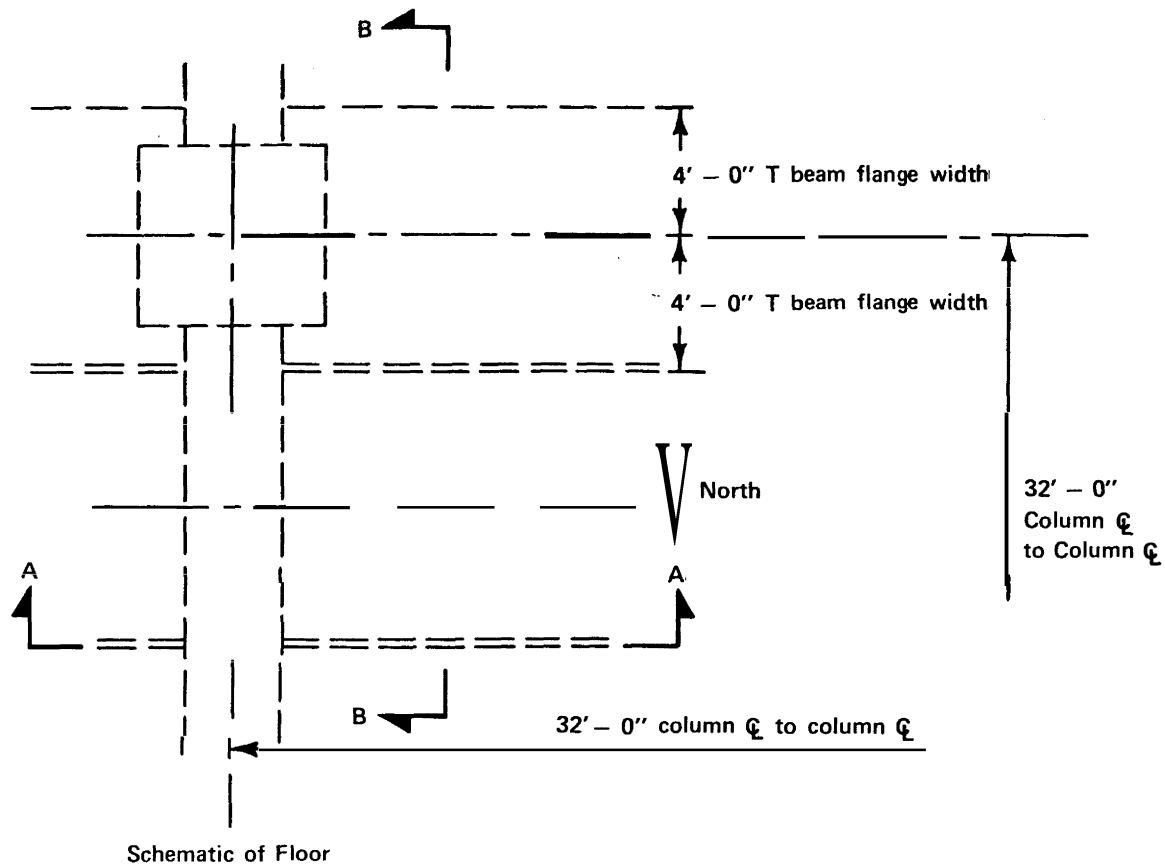 B
4' – 0" T beam flange width
4' – 0" T beam flange width
North
32' – 0"
Column ℄
to Column ℄
A
A
B
32' – 0" column ℄ to column ℄
Schematic of Floor